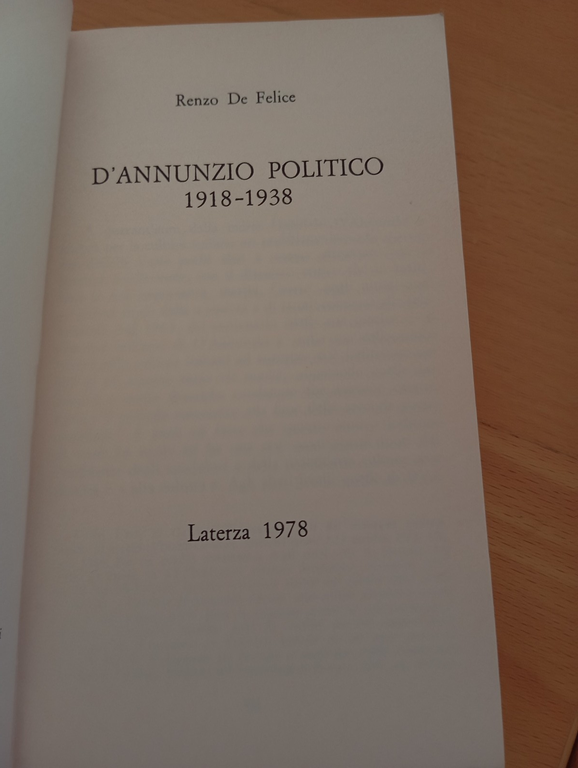 Renzo De Felice
D'ANNUNZIO POLITICO
1918-1938
Laterza 1978